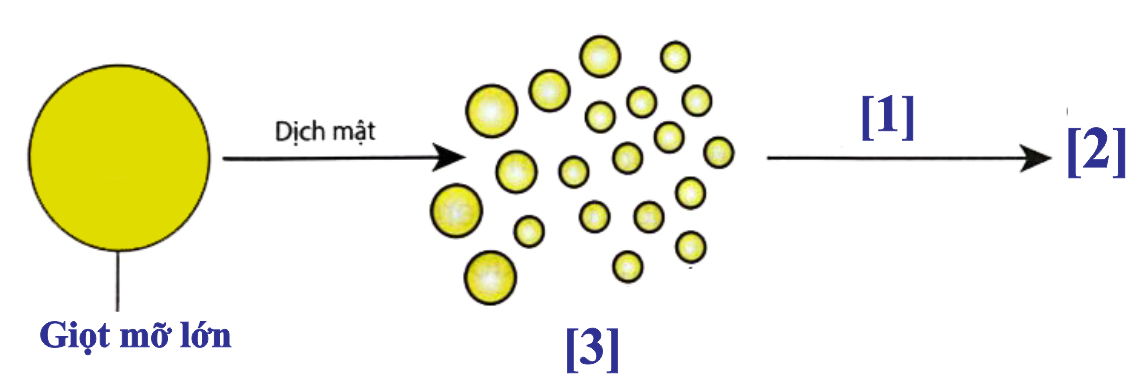 Dịch mật
[1]
[2]
Giọt mỡ lớn
[3]